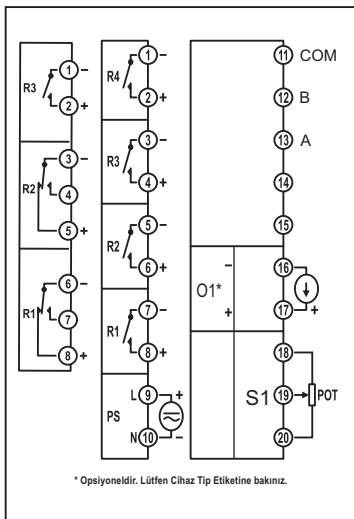 R3
1 −
2 +
R2
3 −
4
5 +
R1
6 −
7
8 +
R4
1 −
2 +
R3
3 −
4 +
R2
5 −
6 +
R1
7 −
8 +
PS
L 9 +
N 10 −
11 COM
12 B
13 A
14
15
O1*
− 16
+ 17 +
18
S1 19 POT
20
* Opsiyoneldir. Lütfen Cihaz Tip Etiketine bakınız.